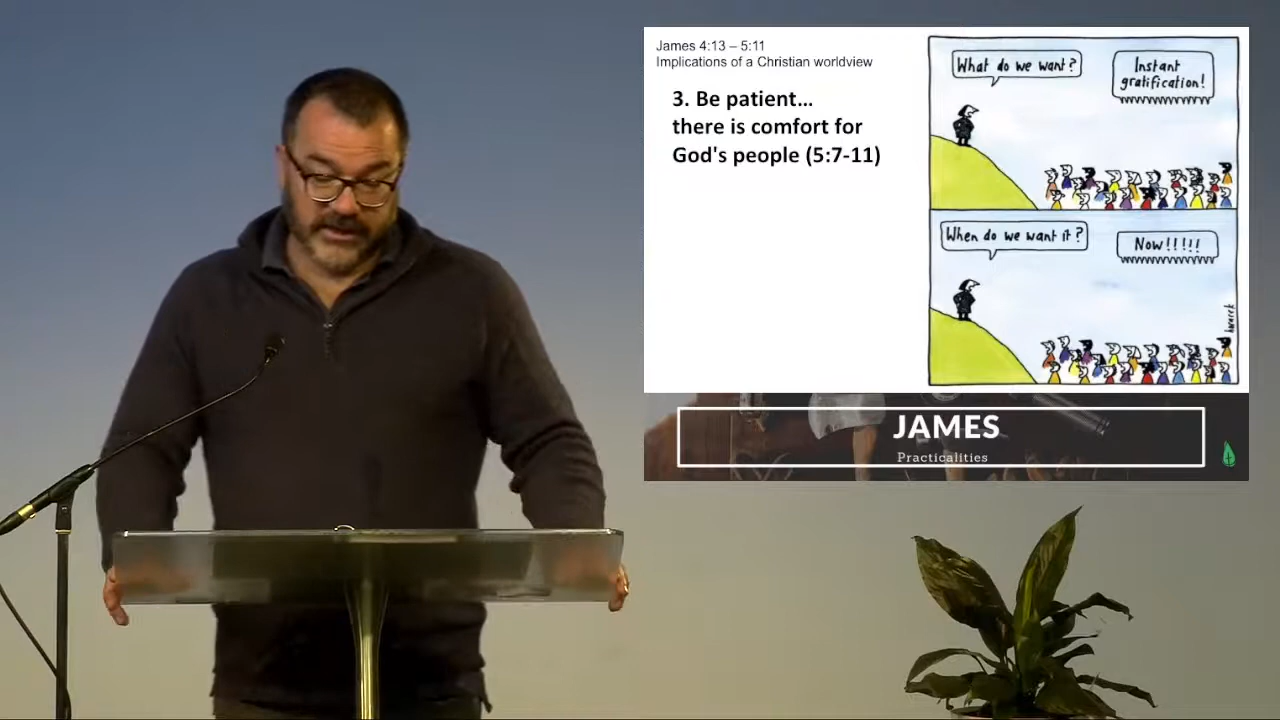 James 4:13 – 5:11
Implications of a Christian worldview
3. Be patient...
there is comfort for
God's people (5:7-11)
What do we want?
Instant
gratification!
When do we want it?
Now!!!!!
JAMES
Practicalities